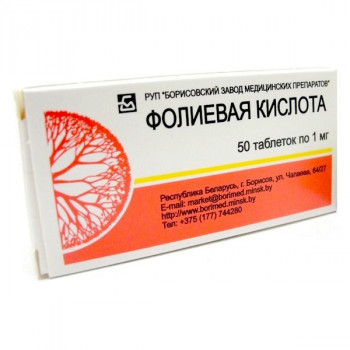 РУП "БОРИСОВСКИЙ ЗАВОД МЕДИЦИНСКИХ ПРЕПАРАТОВ"
ФОЛИЕВАЯ КИСЛОТА
50 таблеток по 1 мг
Республика Беларусь, г. Борисов, ул. Чапаева, 64/27
E-mail: market@borimed.minsk.by
http://www.borimed.minsk.by
Тел: +375 (177) 744280